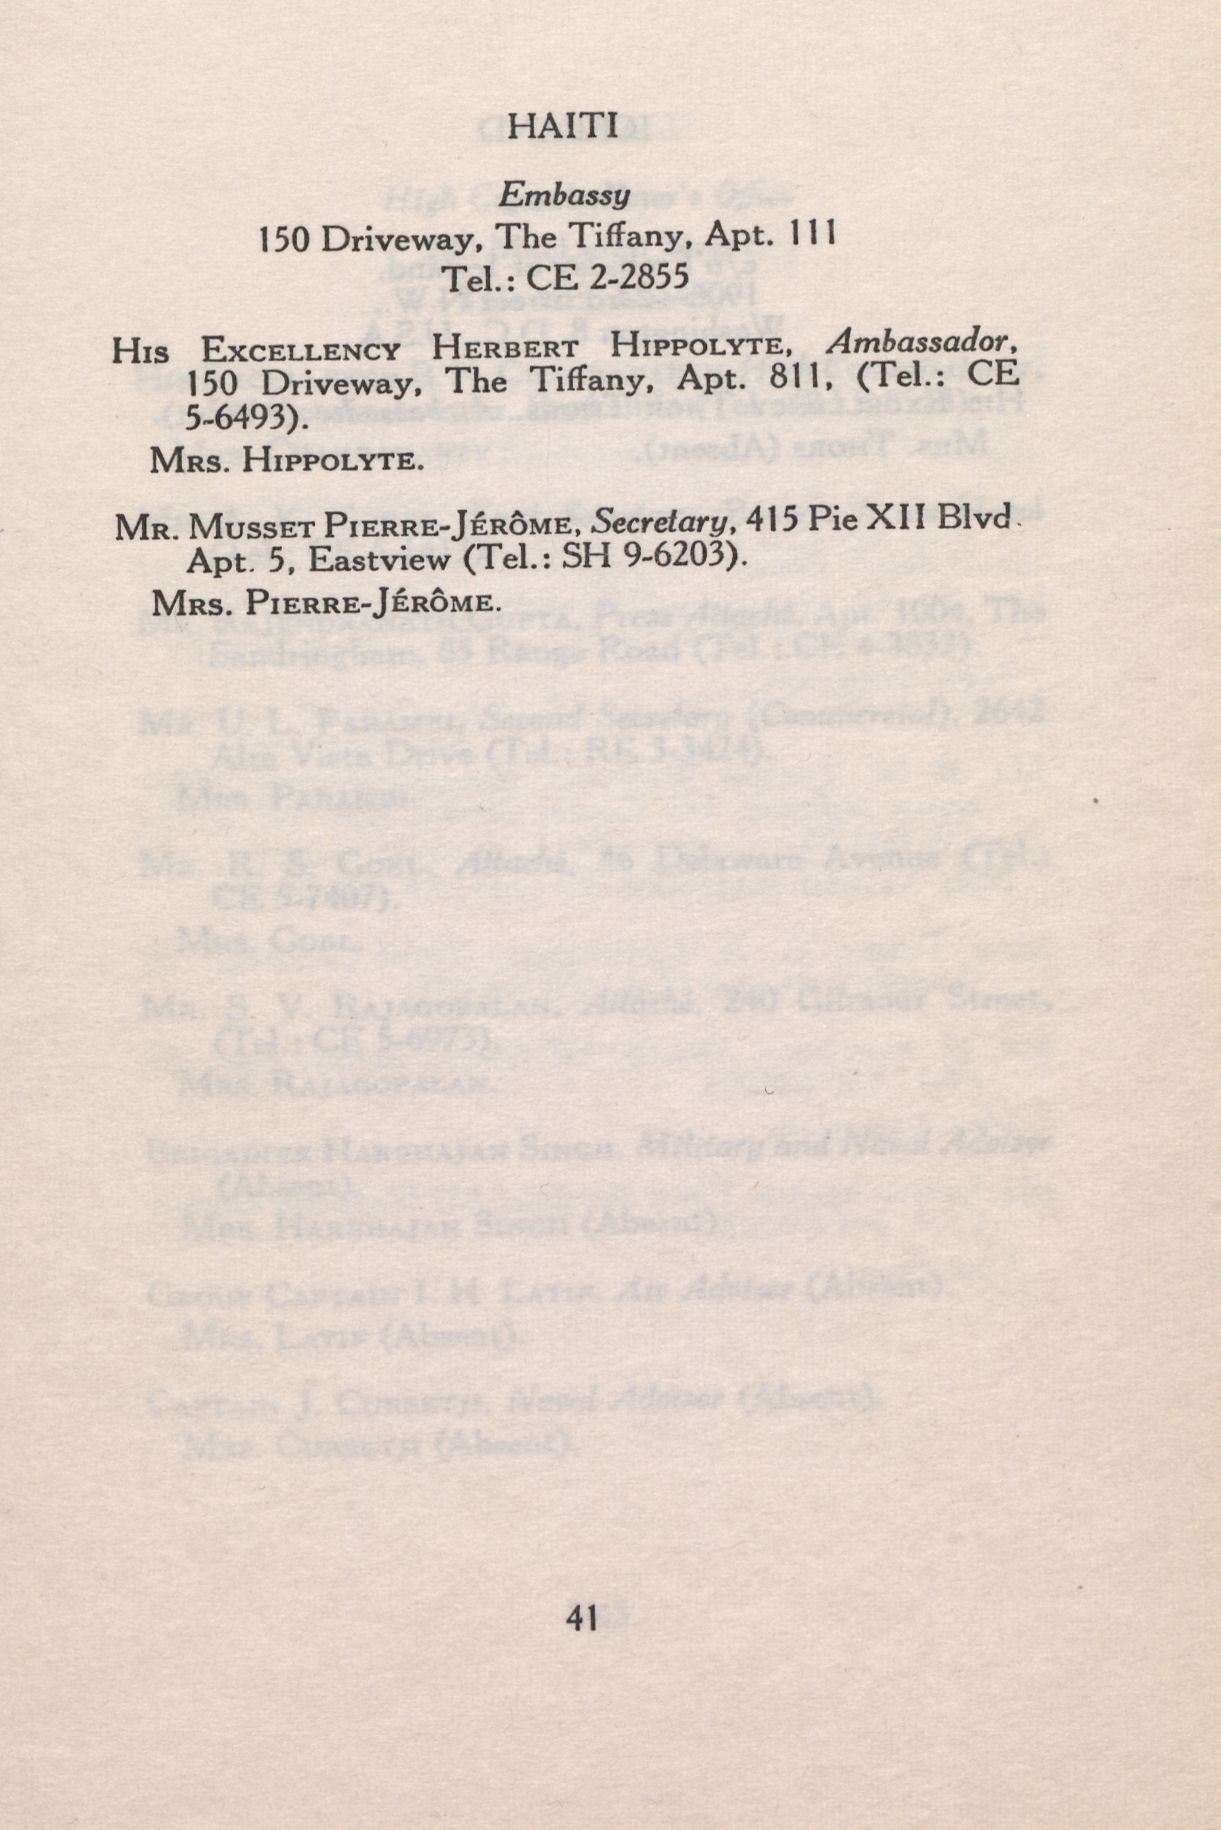 HAITI
Embassy
150 Driveway, The Tiffany, Apt. 111
Tel.: CE 2-2855
HIS EXCELLENCY HERBERT HIPPOLYTE, Ambassador,
150 Driveway, The Tiffany, Apt. 811, (Tel.: CE
5-6493).
MRS. HIPPOLYTE.
MR. MUSSET PIERRE-JÉRÔME, Secretary, 415 Pie XII Blvd.
Apt. 5, Eastview (Tel.: SH 9-6203).
MRS. PIERRE-JÉRÔME.
41